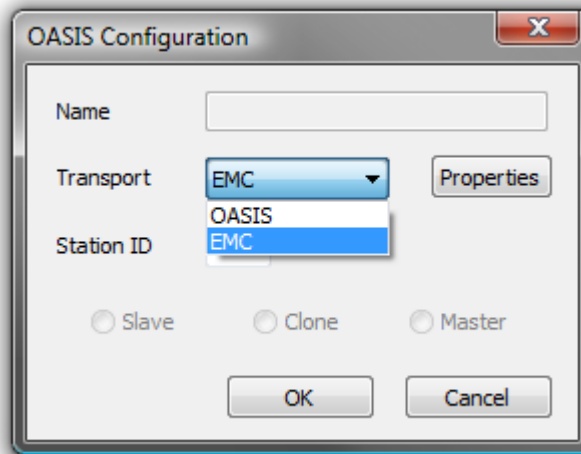 OASIS Configuration
Name
Transport EMC Properties
OASIS
EMC
Station ID
Slave Clone Master
OK Cancel